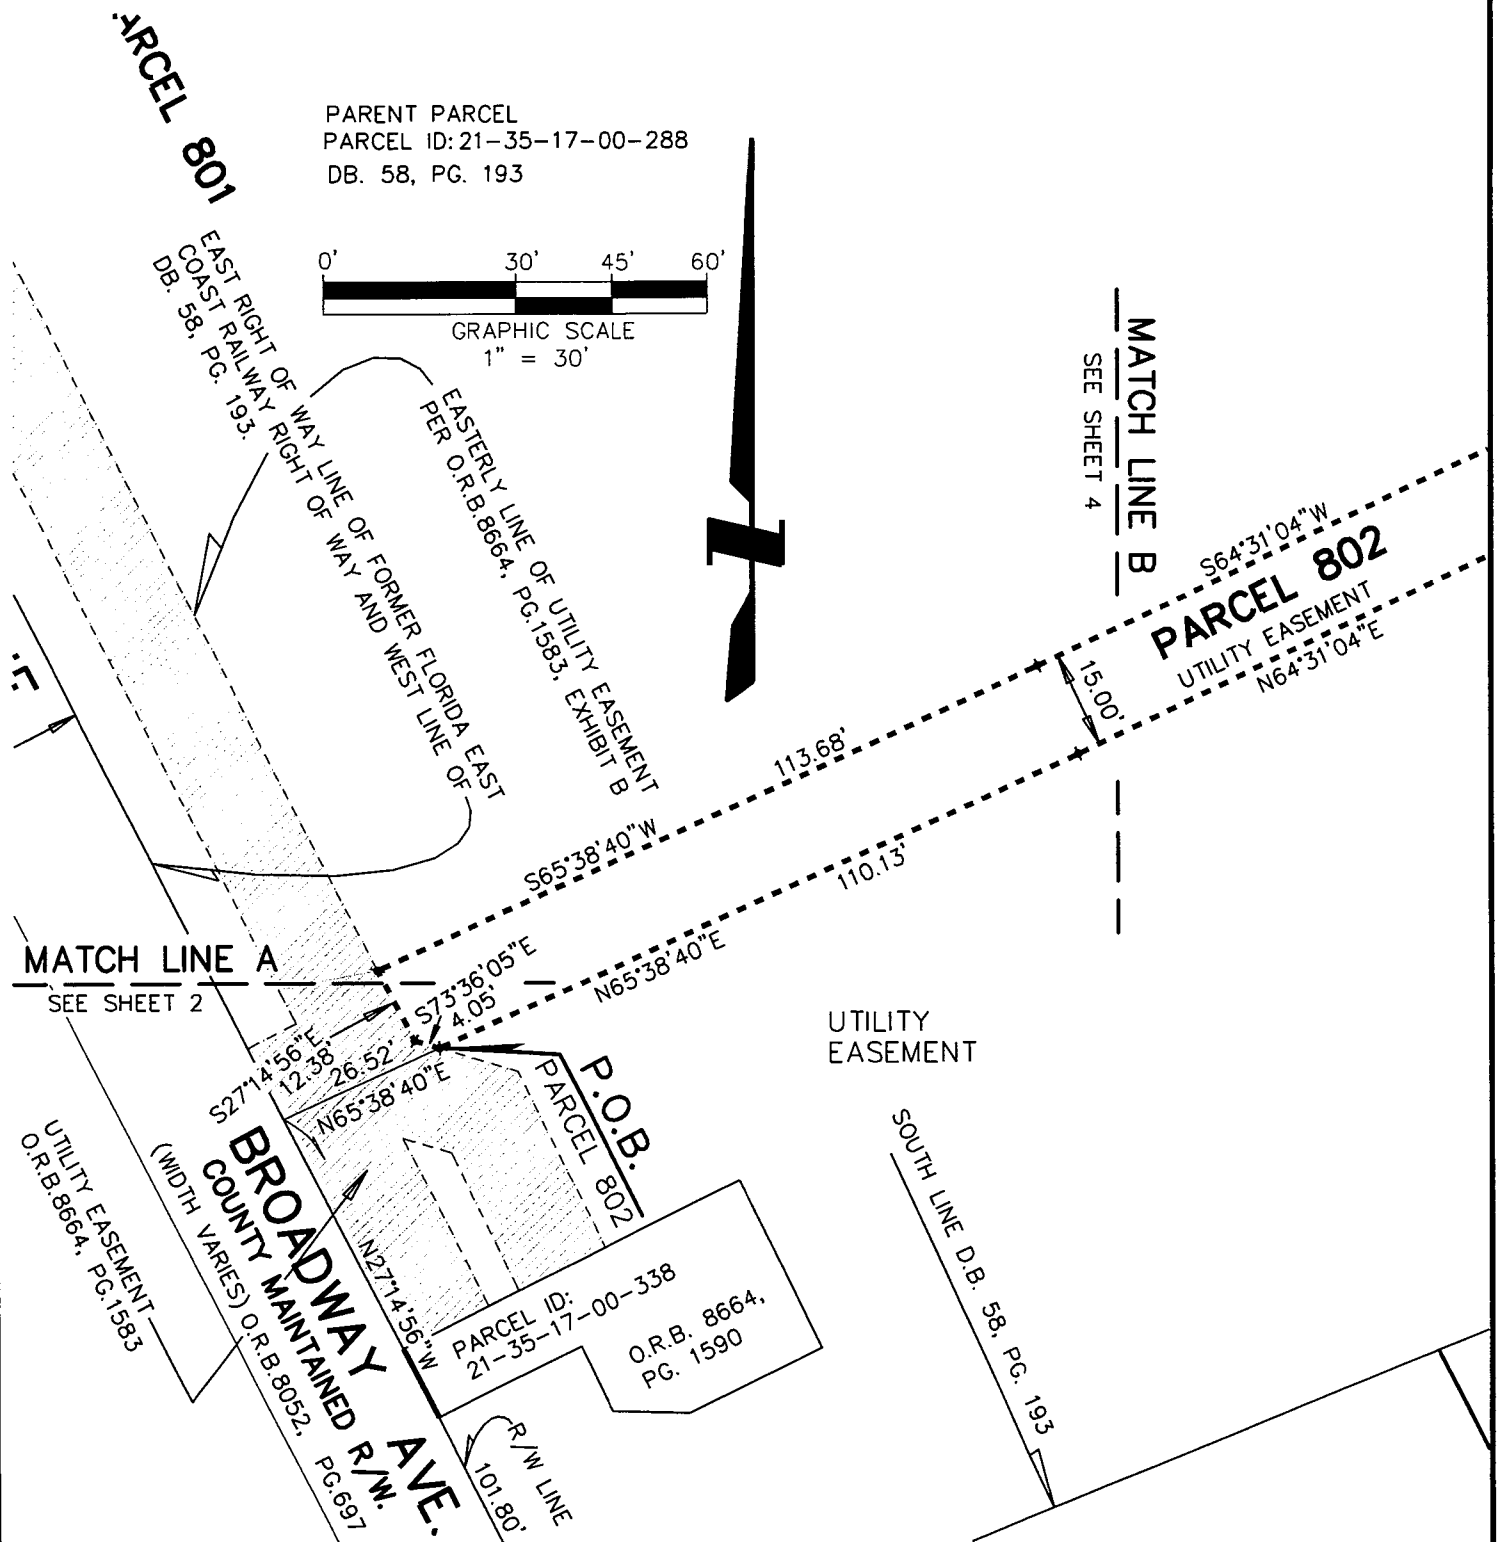 ARCEL 801
PARENT PARCEL
PARCEL ID: 21-35-17-00-288
DB. 58, PG. 193
0' 30' 45' 60'
GRAPHIC SCALE
1" = 30'
EAST RIGHT OF WAY LINE OF FORMER FLORIDA EAST
COAST RAILWAY RIGHT OF WAY AND WEST LINE OF
DB. 58, PG. 193.
EASTERLY LINE OF UTILITY EASEMENT
PER O.R.B.8664, PG.1583, EXHIBIT B
MATCH LINE B
SEE SHEET 4
S64°31'04"W
PARCEL 802
UTILITY EASEMENT
N64°31'04"E
15.00'
113.68'
S65°38'40"W
110.13'
N65°38'40"E
MATCH LINE A
SEE SHEET 2
S73°36'05"E
4.05'
S27°14'56"E
12.38'
26.52'
N65°38'40"E
P.O.B.
PARCEL 802
UTILITY
EASEMENT
UTILITY EASEMENT
O.R.B.8664, PG.1583
BROADWAY AVE.
COUNTY MAINTAINED R/W.
(WIDTH VARIES) O.R.B.8052, PG.697
N27°14'56"W
PARCEL ID:
21-35-17-00-338
O.R.B. 8664,
PG. 1590
R/W LINE
101.80'
SOUTH LINE D.B. 58, PG. 193